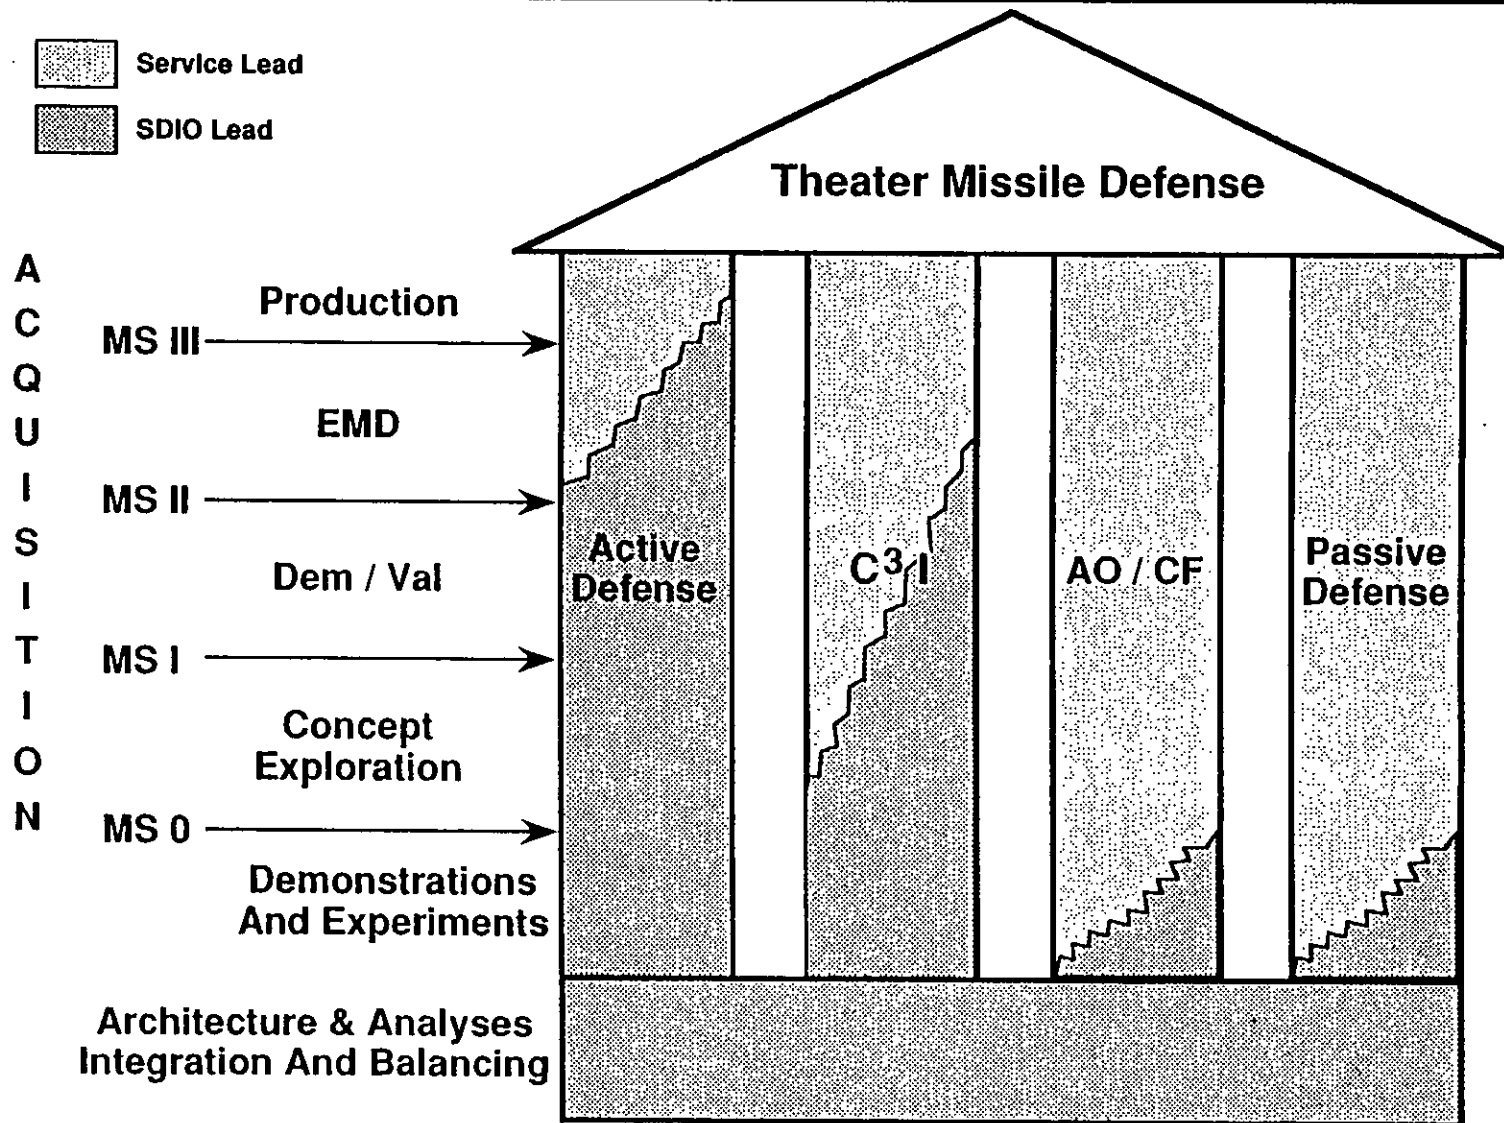 Service Lead
SDIO Lead
Theater Missile Defense
ACQUISITION
Production
MS III
EMD
MS II
Dem / Val
MS I
Concept
Exploration
MS 0
Demonstrations
And Experiments
Architecture & Analyses
Integration And Balancing
Active
Defense
C³I
AO / CF
Passive
Defense